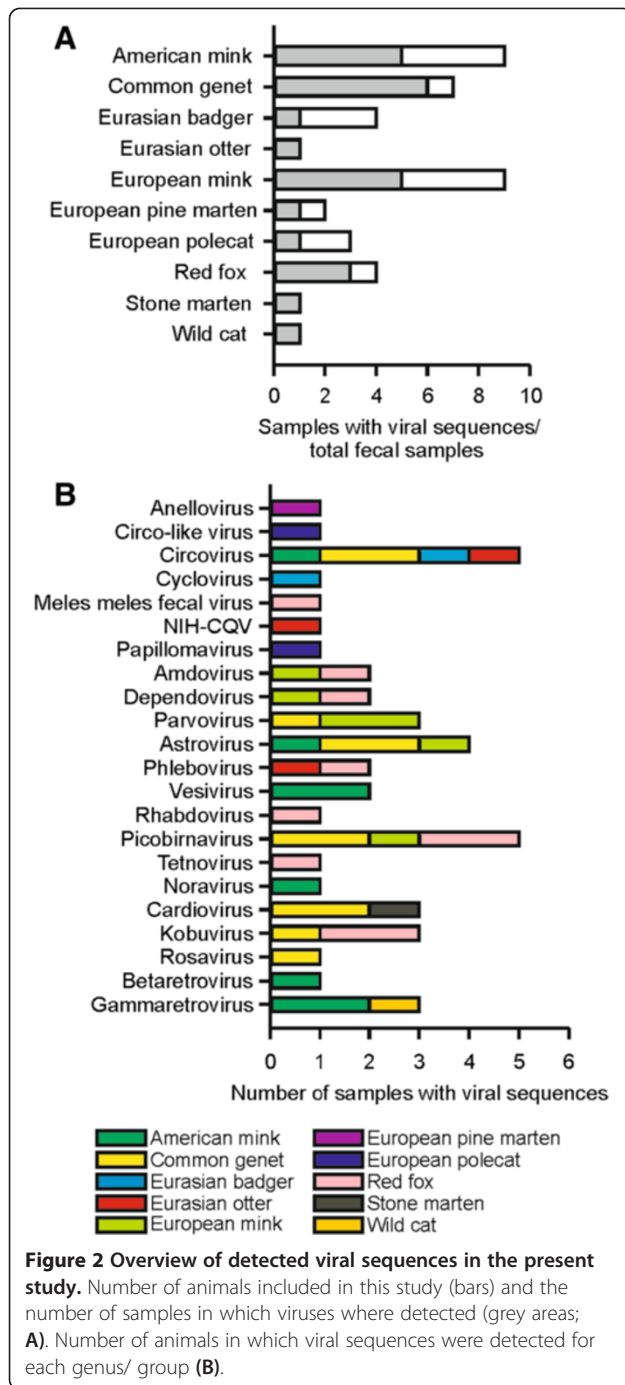 A
American mink
Common genet
Eurasian badger
Eurasian otter
European mink
European pine marten
European polecat
Red fox
Stone marten
Wild cat
0 2 4 6 8 10
Samples with viral sequences/
total fecal samples
B
Anellovirus
Circo-like virus
Circovirus
Cyclovirus
Meles meles fecal virus
NIH-CQV
Papillomavirus
Amdovirus
Dependovirus
Parvovirus
Astrovirus
Phlebovirus
Vesivirus
Rhabdovirus
Picobirnavirus
Tetnovirus
Noravirus
Cardiovirus
Kobuvirus
Rosavirus
Betaretrovirus
Gammaretrovirus
0 1 2 3 4 5 6
Number of samples with viral sequences
American mink
Common genet
Eurasian badger
Eurasian otter
European mink
European pine marten
European polecat
Red fox
Stone marten
Wild cat
Figure 2 Overview of detected viral sequences in the present
study. Number of animals included in this study (bars) and the
number of samples in which viruses where detected (grey areas;
A). Number of animals in which viral sequences were detected for
each genus/ group (B).